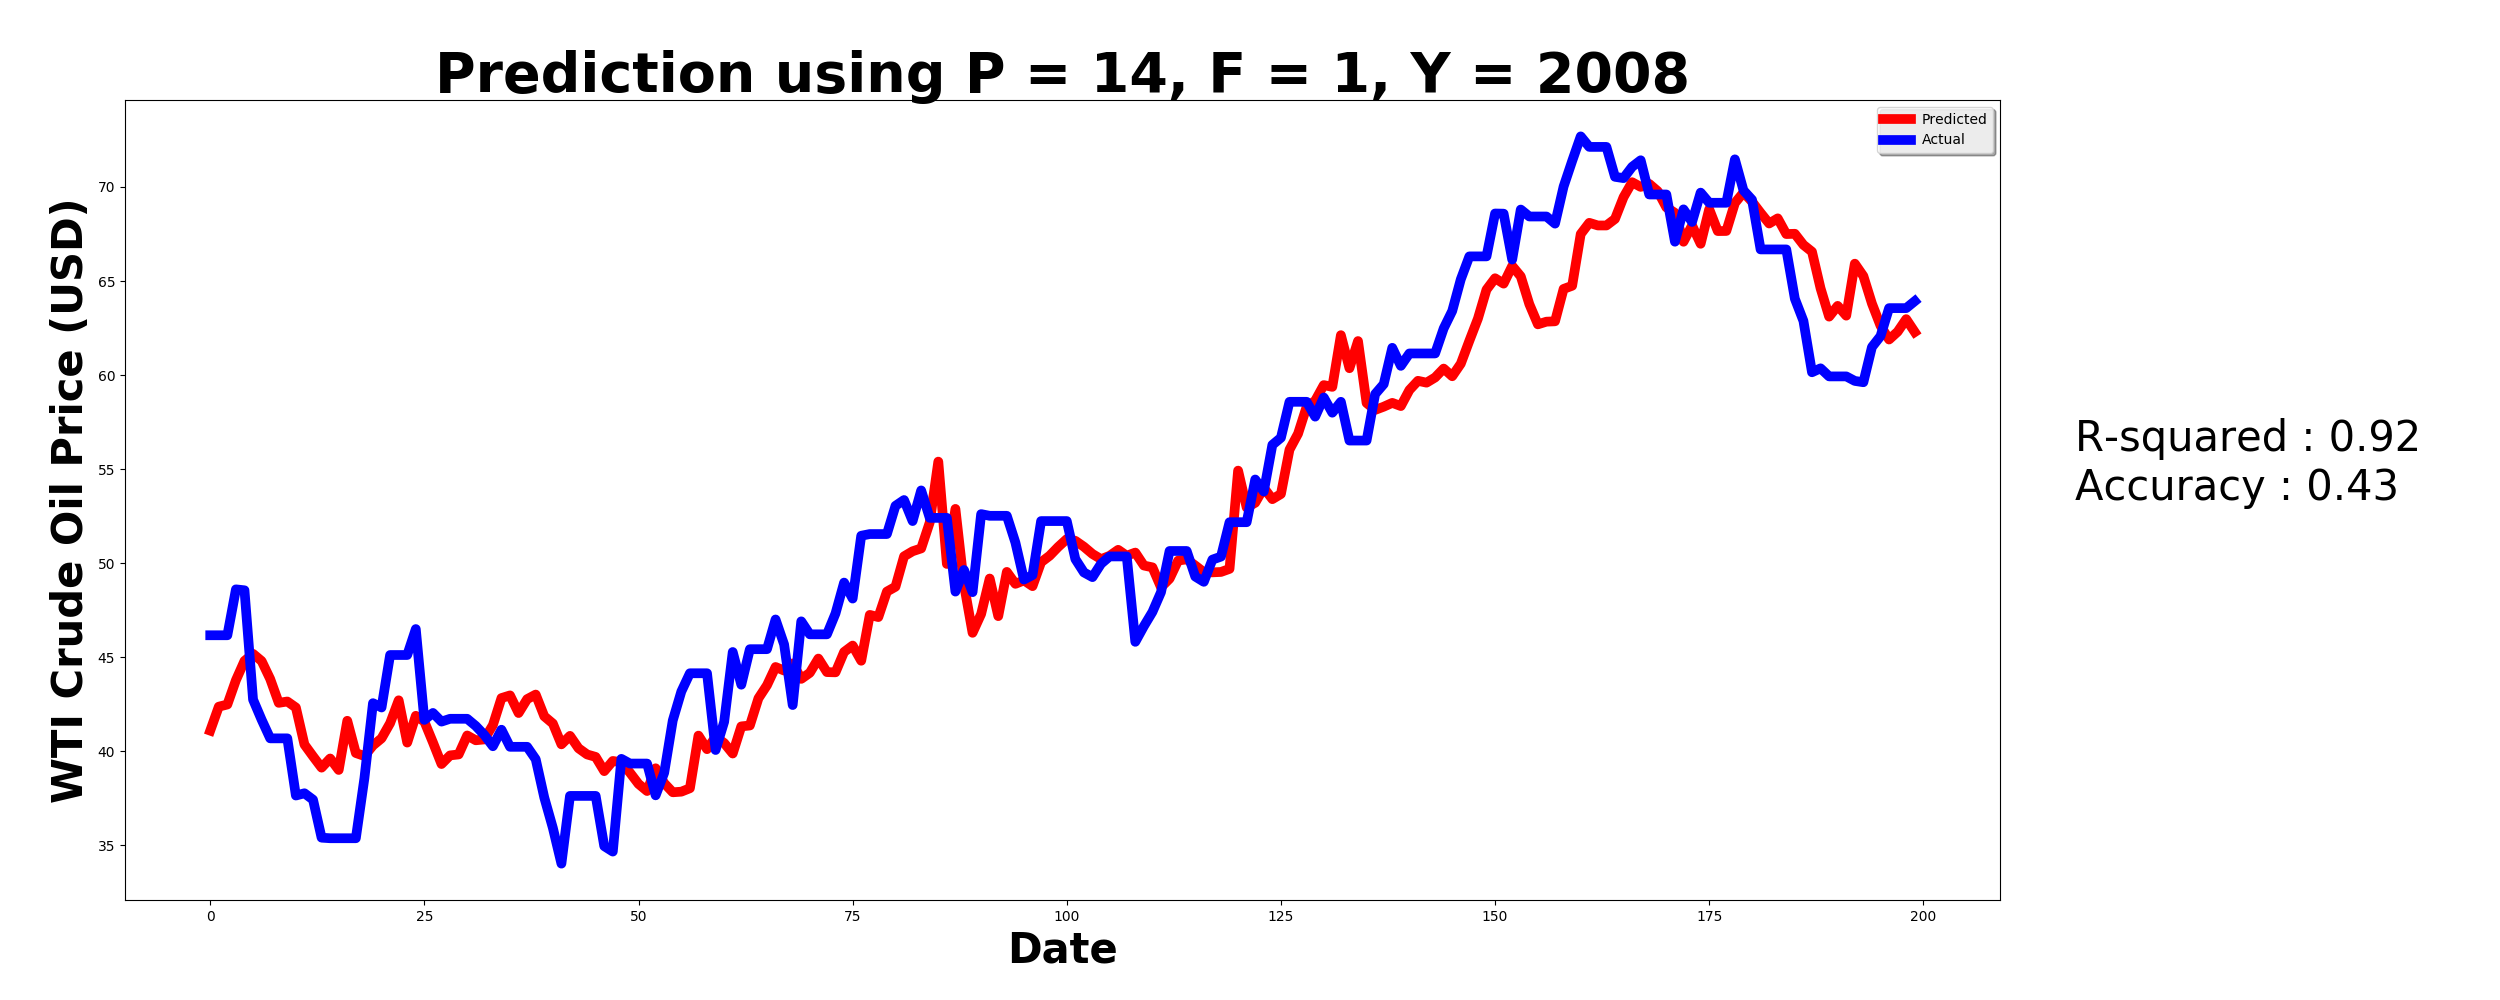 Prediction using P = 14, F = 1, Y = 2008
Predicted
Actual
WTI Crude Oil Price (USD)
70
65
60
55
50
45
40
35
0 25 50 75 100 125 150 175 200
Date
R-squared : 0.92
Accuracy : 0.43